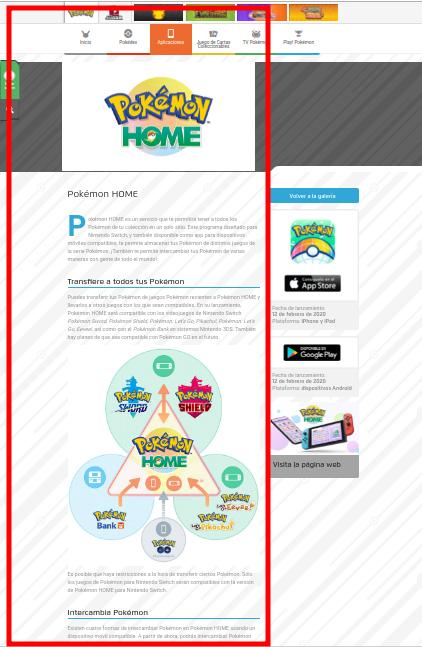 Inicio
Pokédex
Aplicaciones
Juego de Cartas
Coleccionables
TV Pokémon
Play! Pokémon
Pokémon
HOME
Pokémon HOME
Volver a la galería
Pokémon HOME es un servicio que te permitirá tener a todos los
Pokémon de tu colección en un solo sitio. Este programa diseñado para
Nintendo Switch, y también disponible como app para dispositivos
móviles compatibles, te permite almacenar tus Pokémon de distintos juegos de
la serie Pokémon. ¡También te permite intercambiar tus Pokémon de varias
maneras con gente de todo el mundo!
Consíguelo en el
App Store
Fecha de lanzamiento:
12 de febrero de 2020
Plataforma: iPhone y iPad
Transfiere a todos tus Pokémon
Puedes transferir tus Pokémon de juegos Pokémon recientes a Pokémon HOME y
llevarlos a otros juegos con los que sean compatibles. En su lanzamiento,
Pokémon HOME será compatible con los videojuegos de Nintendo Switch
Pokémon Espada, Pokémon Escudo, Pokémon: Let's Go, Pikachu!, Pokémon: Let's
Go, Eevee!, así como con el Pokémon Bank en sistemas Nintendo 3DS. También
hay planes de que sea compatible con Pokémon GO en el futuro.
DISPONIBLE EN
Google Play
Fecha de lanzamiento:
12 de febrero de 2020
Plataforma: dispositivos Android
Pokémon
SWORD
Pokémon
SHIELD
Pokémon
HOME
Pokémon
HOME
Visita la página web
Pokémon
Bank
Pokémon
Let's Go Eevee!
Pokémon
Let's Go Pikachu!
Pokémon
GO
Es posible que haya restricciones a la hora de transferir ciertos Pokémon. Solo
los juegos de Pokémon para Nintendo Switch serán compatibles con la versión
de Pokémon HOME para Nintendo Switch.
Intercambia Pokémon
Existen cuatro formas de intercambiar Pokémon en Pokémon HOME usando un
dispositivo móvil compatible. A partir de ahora, podrás intercambiar Pokémon